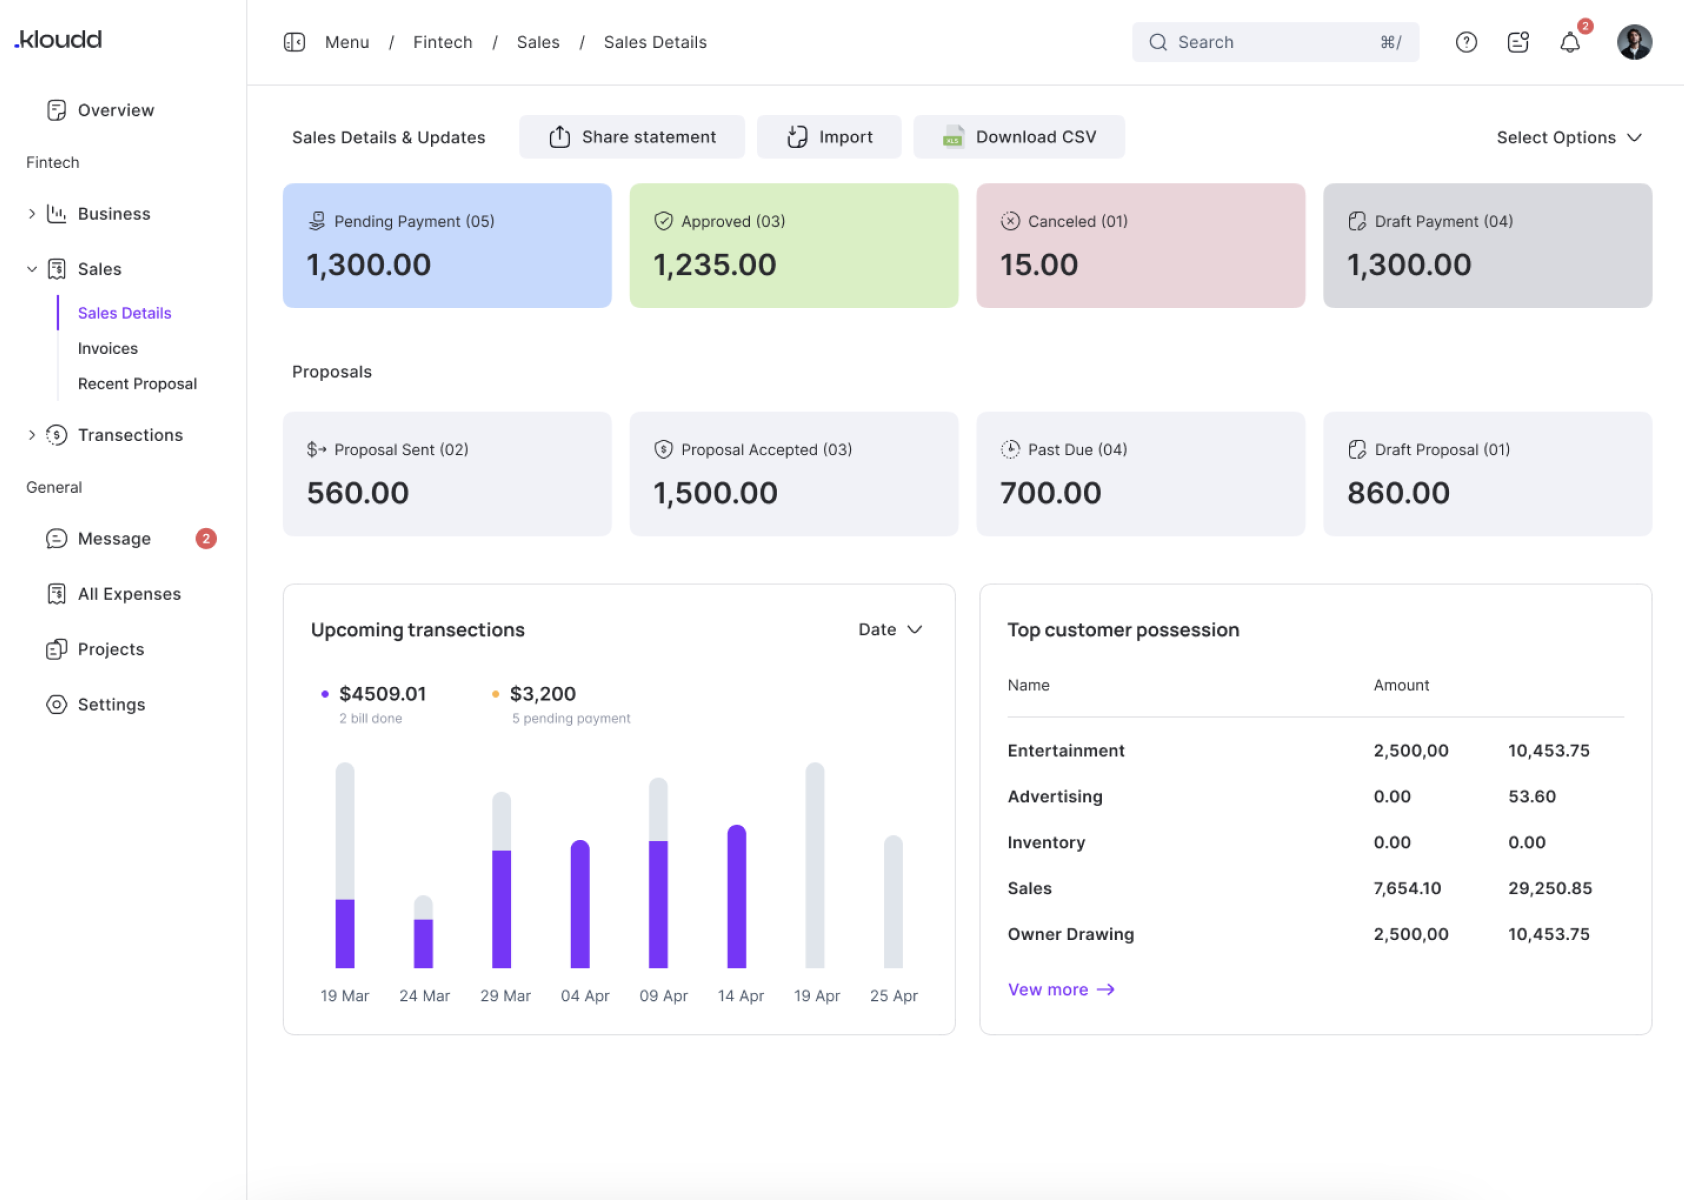 .kloudd
Menu / Fintech / Sales / Sales Details
Search ⌘/
2
Overview
Fintech
Business
Sales
Sales Details
Invoices
Recent Proposal
Transections
General
Message 2
All Expenses
Projects
Settings
Sales Details & Updates
Share statement
Import
XLS Download CSV
Select Options
Pending Payment (05)
1,300.00
Approved (03)
1,235.00
Canceled (01)
15.00
Draft Payment (04)
1,300.00
Proposals
Proposal Sent (02)
560.00
Proposal Accepted (03)
1,500.00
Past Due (04)
700.00
Draft Proposal (01)
860.00
Upcoming transections
Date
$4509.01
2 bill done
$3,200
5 pending payment
19 Mar 24 Mar 29 Mar 04 Apr 09 Apr 14 Apr 19 Apr 25 Apr
Top customer possession
Name Amount
Entertainment 2,500,00 10,453.75
Advertising 0.00 53.60
Inventory 0.00 0.00
Sales 7,654.10 29,250.85
Owner Drawing 2,500,00 10,453.75
Vew more